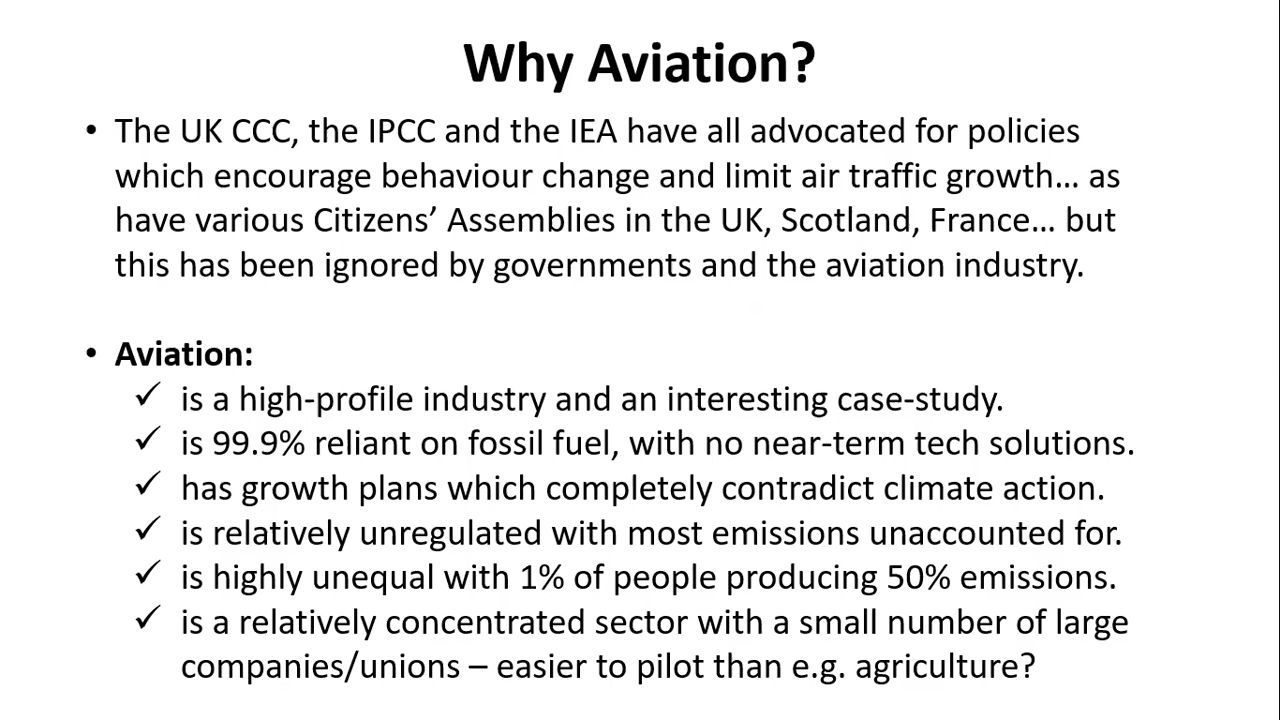 Why Aviation?
• The UK CCC, the IPCC and the IEA have all advocated for policies
which encourage behaviour change and limit air traffic growth... as
have various Citizens’ Assemblies in the UK, Scotland, France... but
this has been ignored by governments and the aviation industry.
• Aviation:
✓ is a high-profile industry and an interesting case-study.
✓ is 99.9% reliant on fossil fuel, with no near-term tech solutions.
✓ has growth plans which completely contradict climate action.
✓ is relatively unregulated with most emissions unaccounted for.
✓ is highly unequal with 1% of people producing 50% emissions.
✓ is a relatively concentrated sector with a small number of large
companies/unions – easier to pilot than e.g. agriculture?